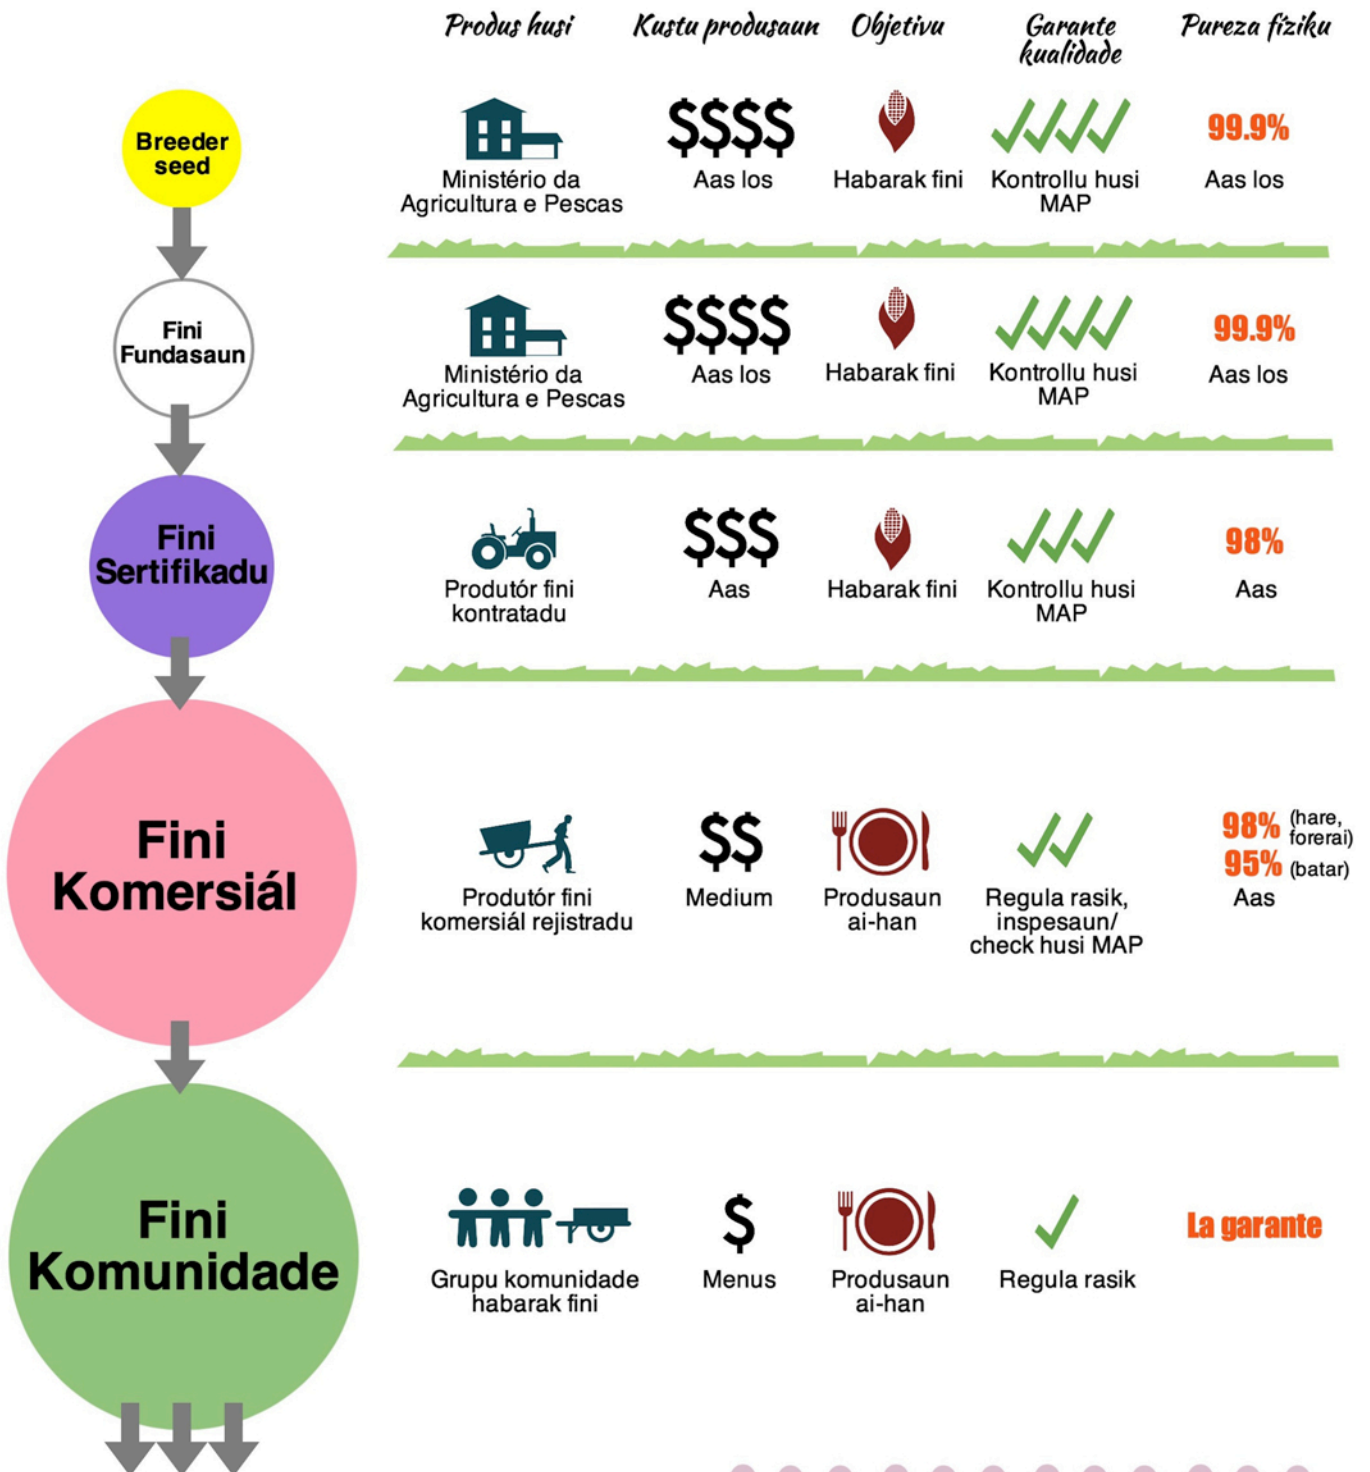 Produs husi
Kustu produsaun
Objetivu
Garante
kualidade
Pureza fíziku
Breeder
seed
Ministério da
Agricultura e Pescas
$$$$
Aas los
Habarak fini
Kontrollu husi
MAP
99.9%
Aas los
Fini
Fundasaun
Ministério da
Agricultura e Pescas
$$$$
Aas los
Habarak fini
Kontrollu husi
MAP
99.9%
Aas los
Fini
Sertifikadu
Produtór fini
kontratadu
$$$
Aas
Habarak fini
Kontrollu husi
MAP
98%
Aas
Fini
Komersiál
Produtór fini
komersiál rejistradu
$$
Medium
Produsaun
ai-han
Regula rasik,
inspesaun/
check husi MAP
98% (hare,
forerai)
95% (batar)
Aas
Fini
Komunidade
Grupu komunidade
habarak fini
$
Menus
Produsaun
ai-han
Regula rasik
La garante